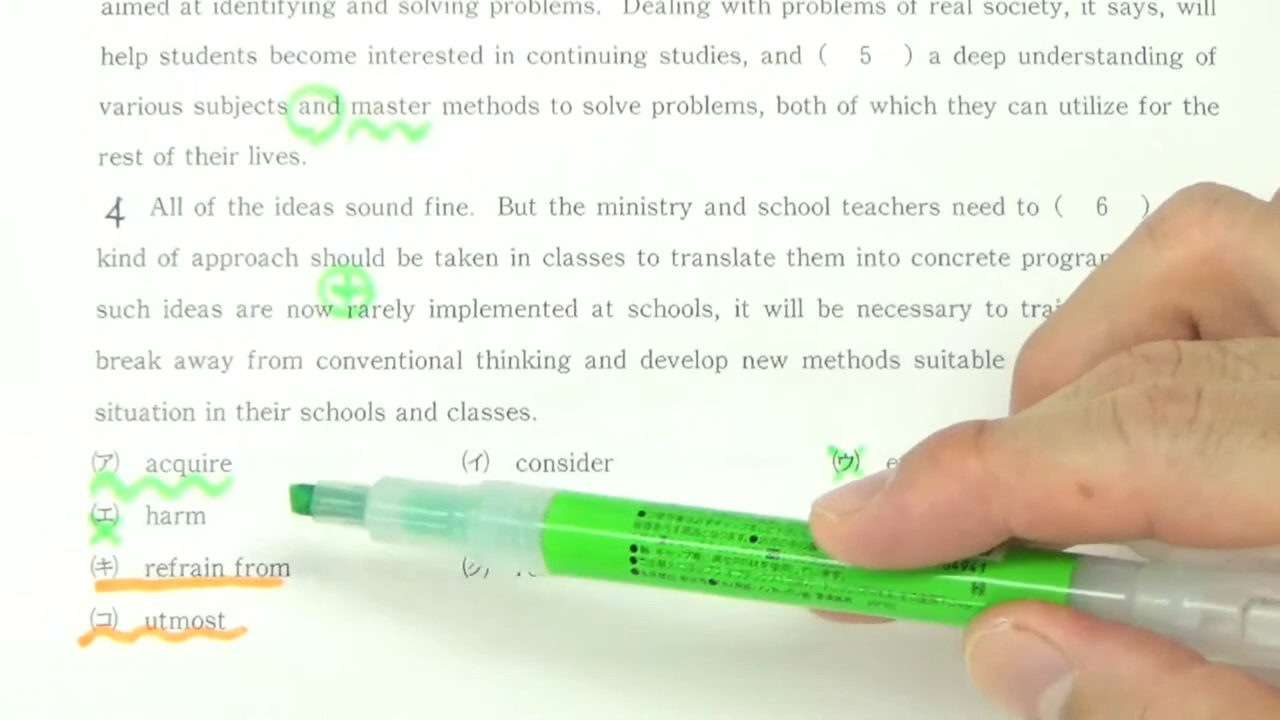 aimed at identifying and solving problems. Dealing with problems of real society, it says, will
help students become interested in continuing studies, and ( 5 ) a deep understanding of
various subjects and master methods to solve problems, both of which they can utilize for the
rest of their lives.
4 All of the ideas sound fine. But the ministry and school teachers need to ( 6 )
kind of approach should be taken in classes to translate them into concrete
such ideas are now rarely implemented at schools, it will be necessary to
break away from conventional thinking and develop new methods suitable
situation in their schools and classes.
(ア) acquire (イ) consider (ウ)
(エ) harm
(キ) refrain from
(コ) utmost